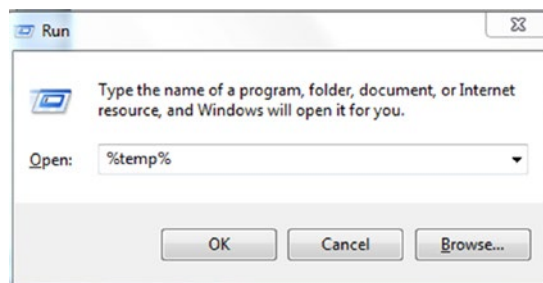 Run
Type the name of a program, folder, document, or Internet
resource, and Windows will open it for you.
Open: %temp%
OK Cancel Browse...